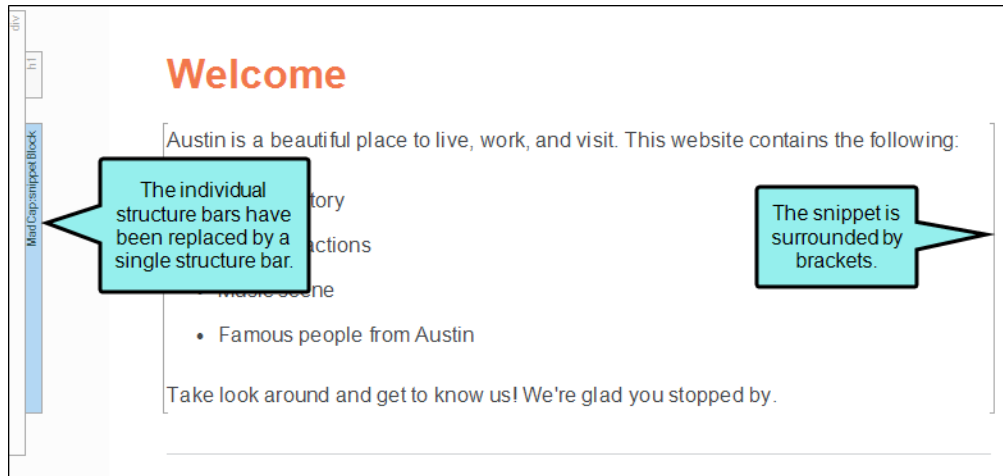 div
h1
Welcome
MadCap:snippetBlock
Austin is a beautiful place to live, work, and visit. This website contains the following:
The individual
structure bars have
been replaced by a
single structure bar.
tory
actions
scene
• Famous people from Austin
The snippet is
surrounded by
brackets.
Take look around and get to know us! We're glad you stopped by.